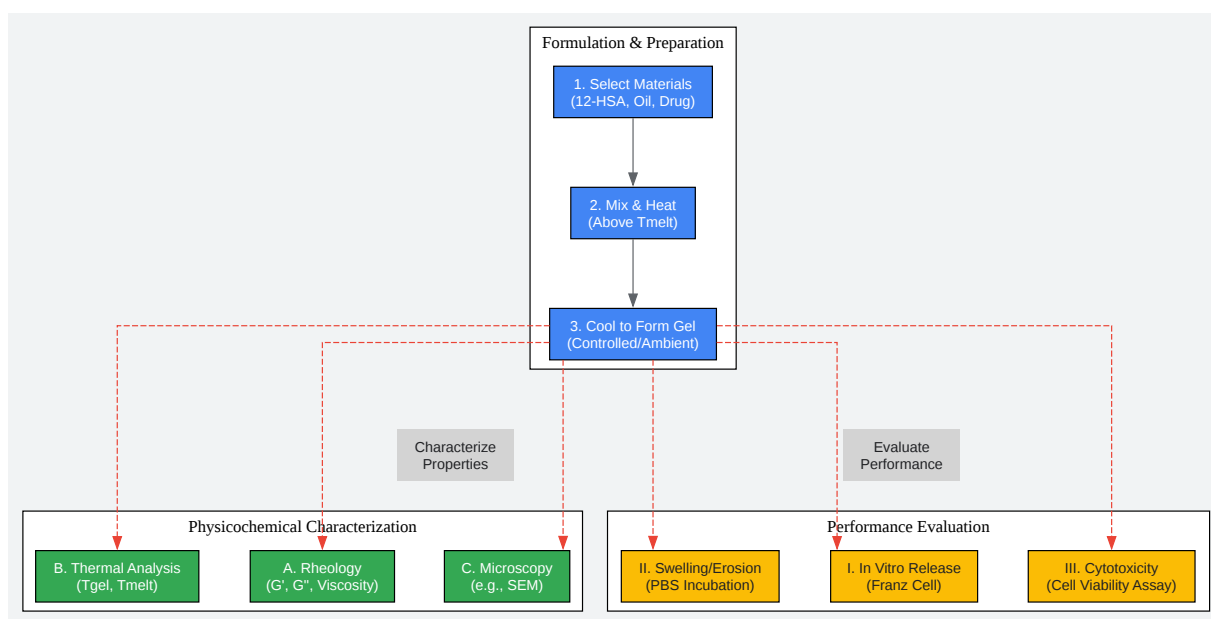 Formulation & Preparation
1. Select Materials
(12-HSA, Oil, Drug)
2. Mix & Heat
(Above Tmelt)
3. Cool to Form Gel
(Controlled/Ambient)
Characterize
Properties
Evaluate
Performance
Physicochemical Characterization
B. Thermal Analysis
(Tgel, Tmelt)
A. Rheology
(G', G'', Viscosity)
C. Microscopy
(e.g., SEM)
Performance Evaluation
II. Swelling/Erosion
(PBS Incubation)
I. In Vitro Release
(Franz Cell)
III. Cytotoxicity
(Cell Viability Assay)